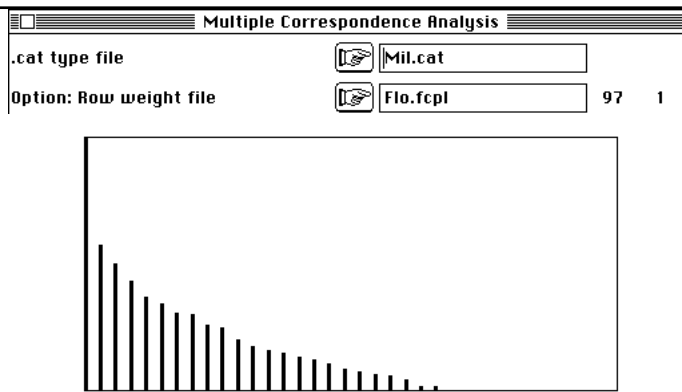 Multiple Correspondence Analysis
.cat type file Mil.cat
Option: Row weight file Flo.fcpl 97 1